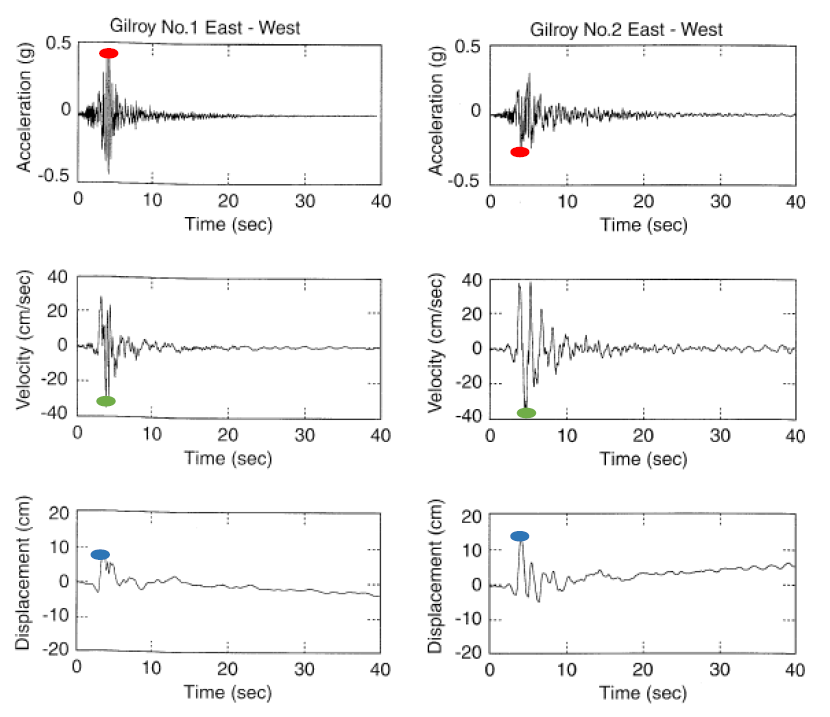 Gilroy No.1 East - West
0.5
0
-0.5
Acceleration (g)
0 10 20 30 40
Time (sec)
Gilroy No.2 East - West
0.5
0
-0.5
Acceleration (g)
0 10 20 30 40
Time (sec)
40
20
0
-20
-40
Velocity (cm/sec)
0 10 20 30 40
Time (sec)
40
20
0
-20
-40
Velocity (cm/sec)
0 10 20 30 40
Time (sec)
20
10
0
-10
-20
Displacement (cm)
0 10 20 30 40
Time (sec)
20
10
0
-10
-20
Displacement (cm)
0 10 20 30 40
Time (sec)